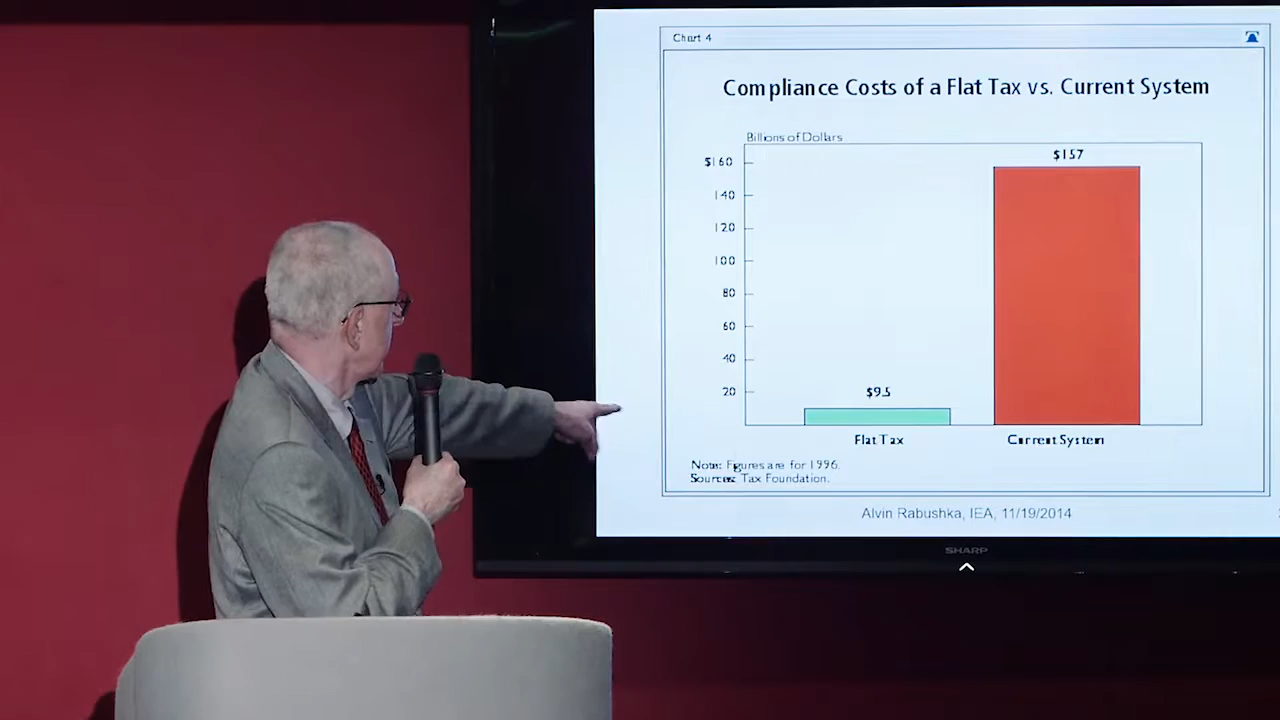 Chart 4
Compliance Costs of a Flat Tax vs. Current System
Billions of Dollars
$160
140
120
100
80
60
40
20
$9.5
$157
Flat Tax
Current System
Note: Figures are for 1996.
Source: Tax Foundation.
Alvin Rabushka, IEA, 11/19/2014
SHARP